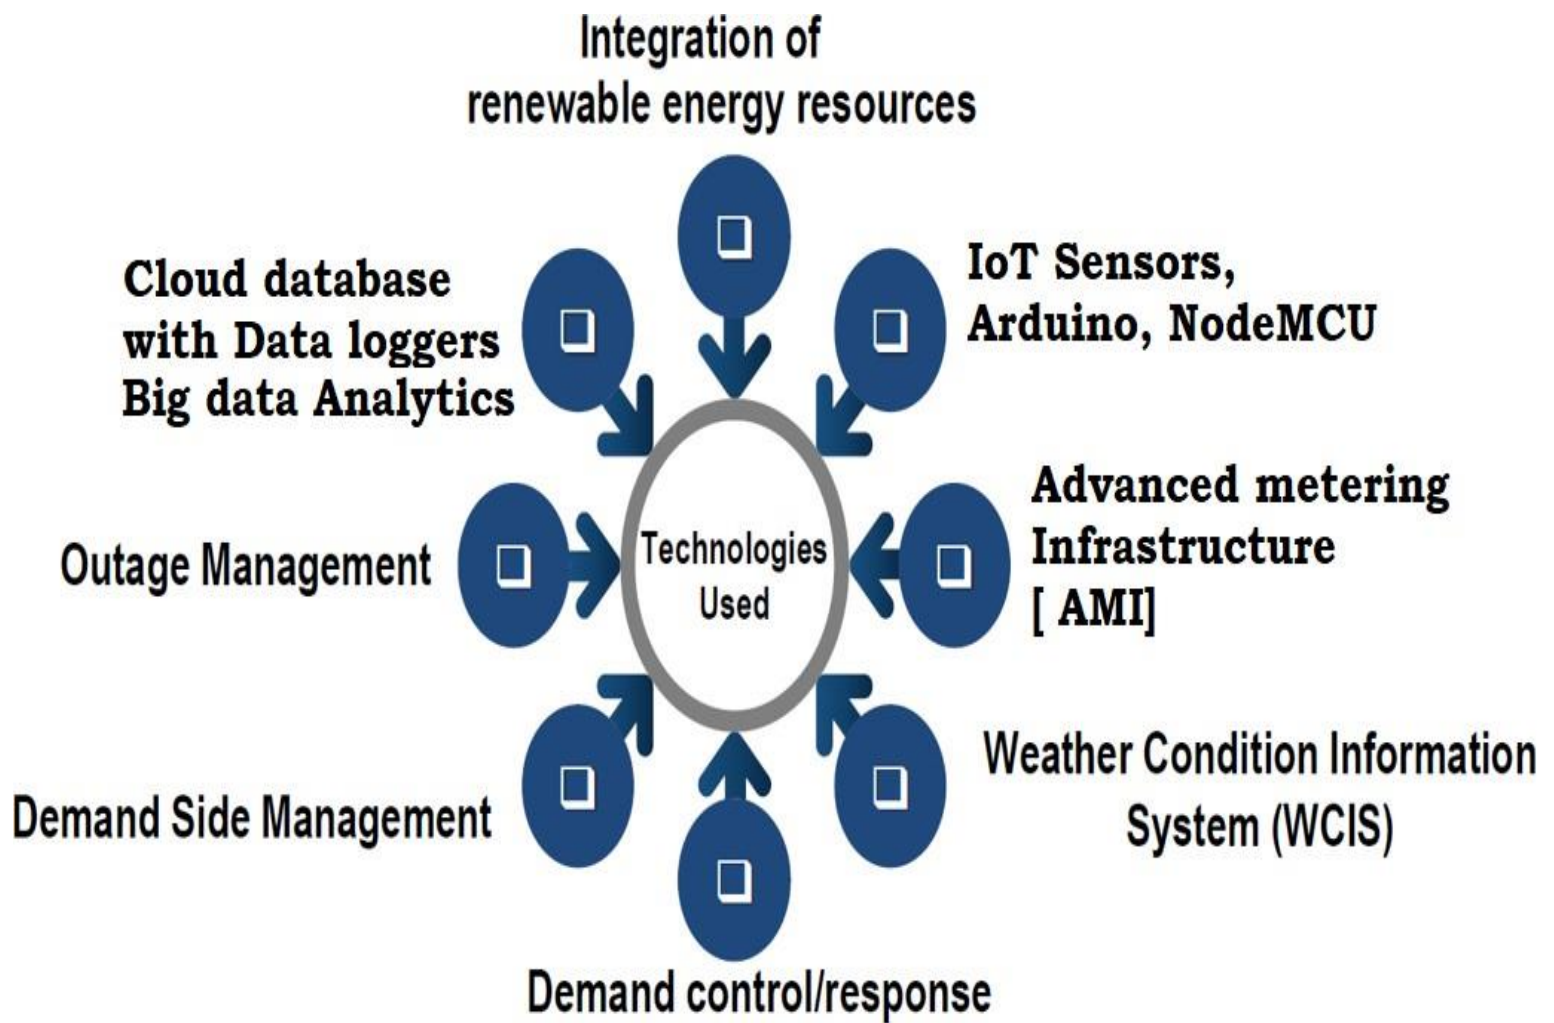 Integration of
renewable energy resources
IoT Sensors,
Arduino, NodeMCU
Cloud database
with Data loggers
Big data Analytics
Advanced metering
Infrastructure
[ AMI]
Technologies
Used
Outage Management
Weather Condition Information
System (WCIS)
Demand Side Management
Demand control/response